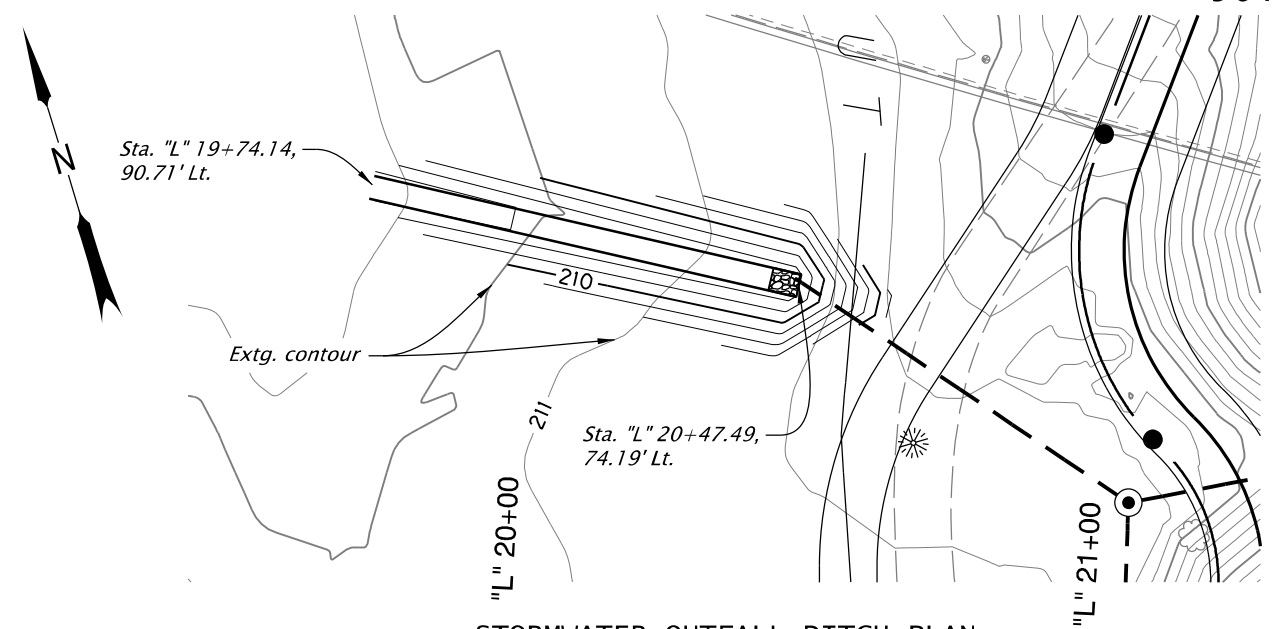 N
Sta. "L" 19+74.14,
90.71' Lt.
210
Extg. contour
211
Sta. "L" 20+47.49,
74.19' Lt.
"L" 20+00
"L" 21+00
STORMWATER OUTFALL DITCH PLAN